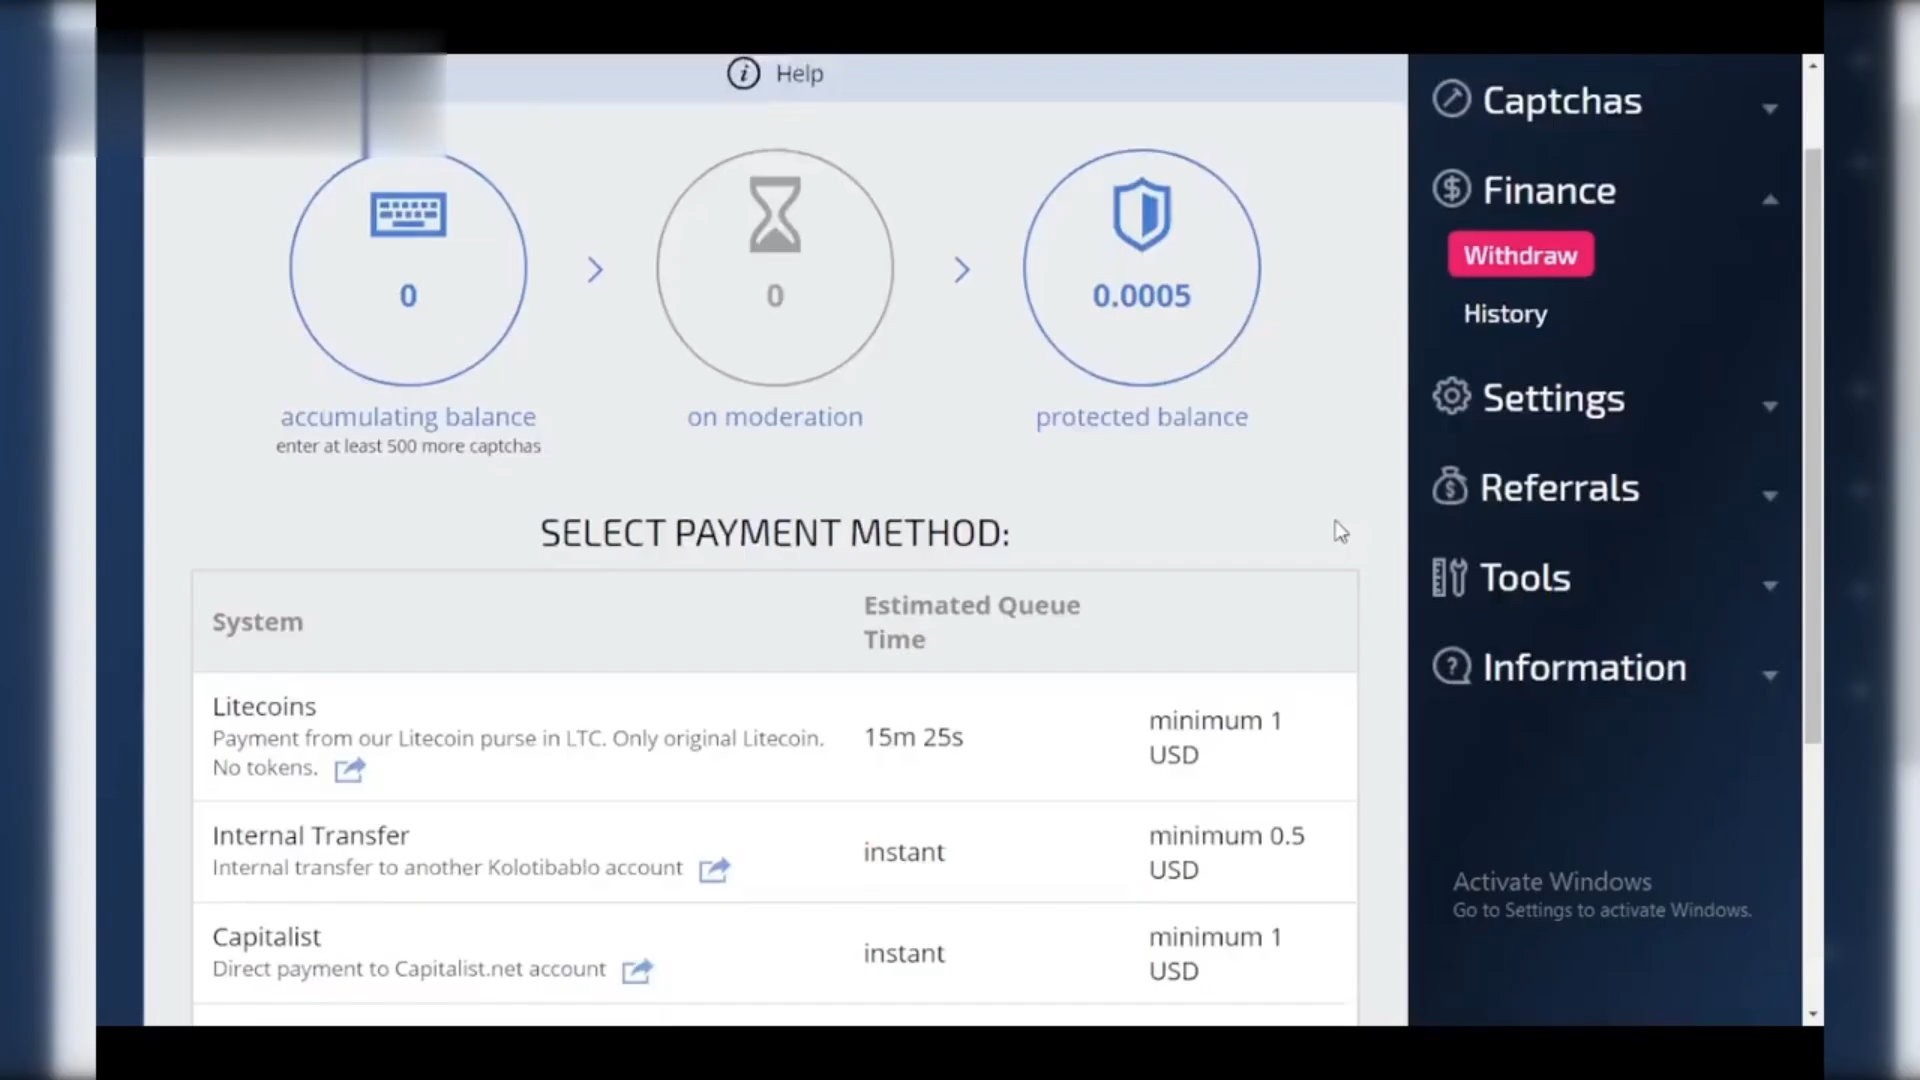 Help
0
0
0.0005
accumulating balance
enter at least 500 more captchas
on moderation
protected balance
SELECT PAYMENT METHOD:
System
Estimated Queue
Time
Litecoins
Payment from our Litecoin purse in LTC. Only original Litecoin.
No tokens.
15m 25s
minimum 1
USD
Internal Transfer
Internal transfer to another Kolotibablo account
instant
minimum 0.5
USD
Capitalist
Direct payment to Capitalist.net account
instant
minimum 1
USD
Captchas
Finance
Withdraw
History
Settings
Referrals
Tools
Information
Activate Windows
Go to Settings to activate Windows.